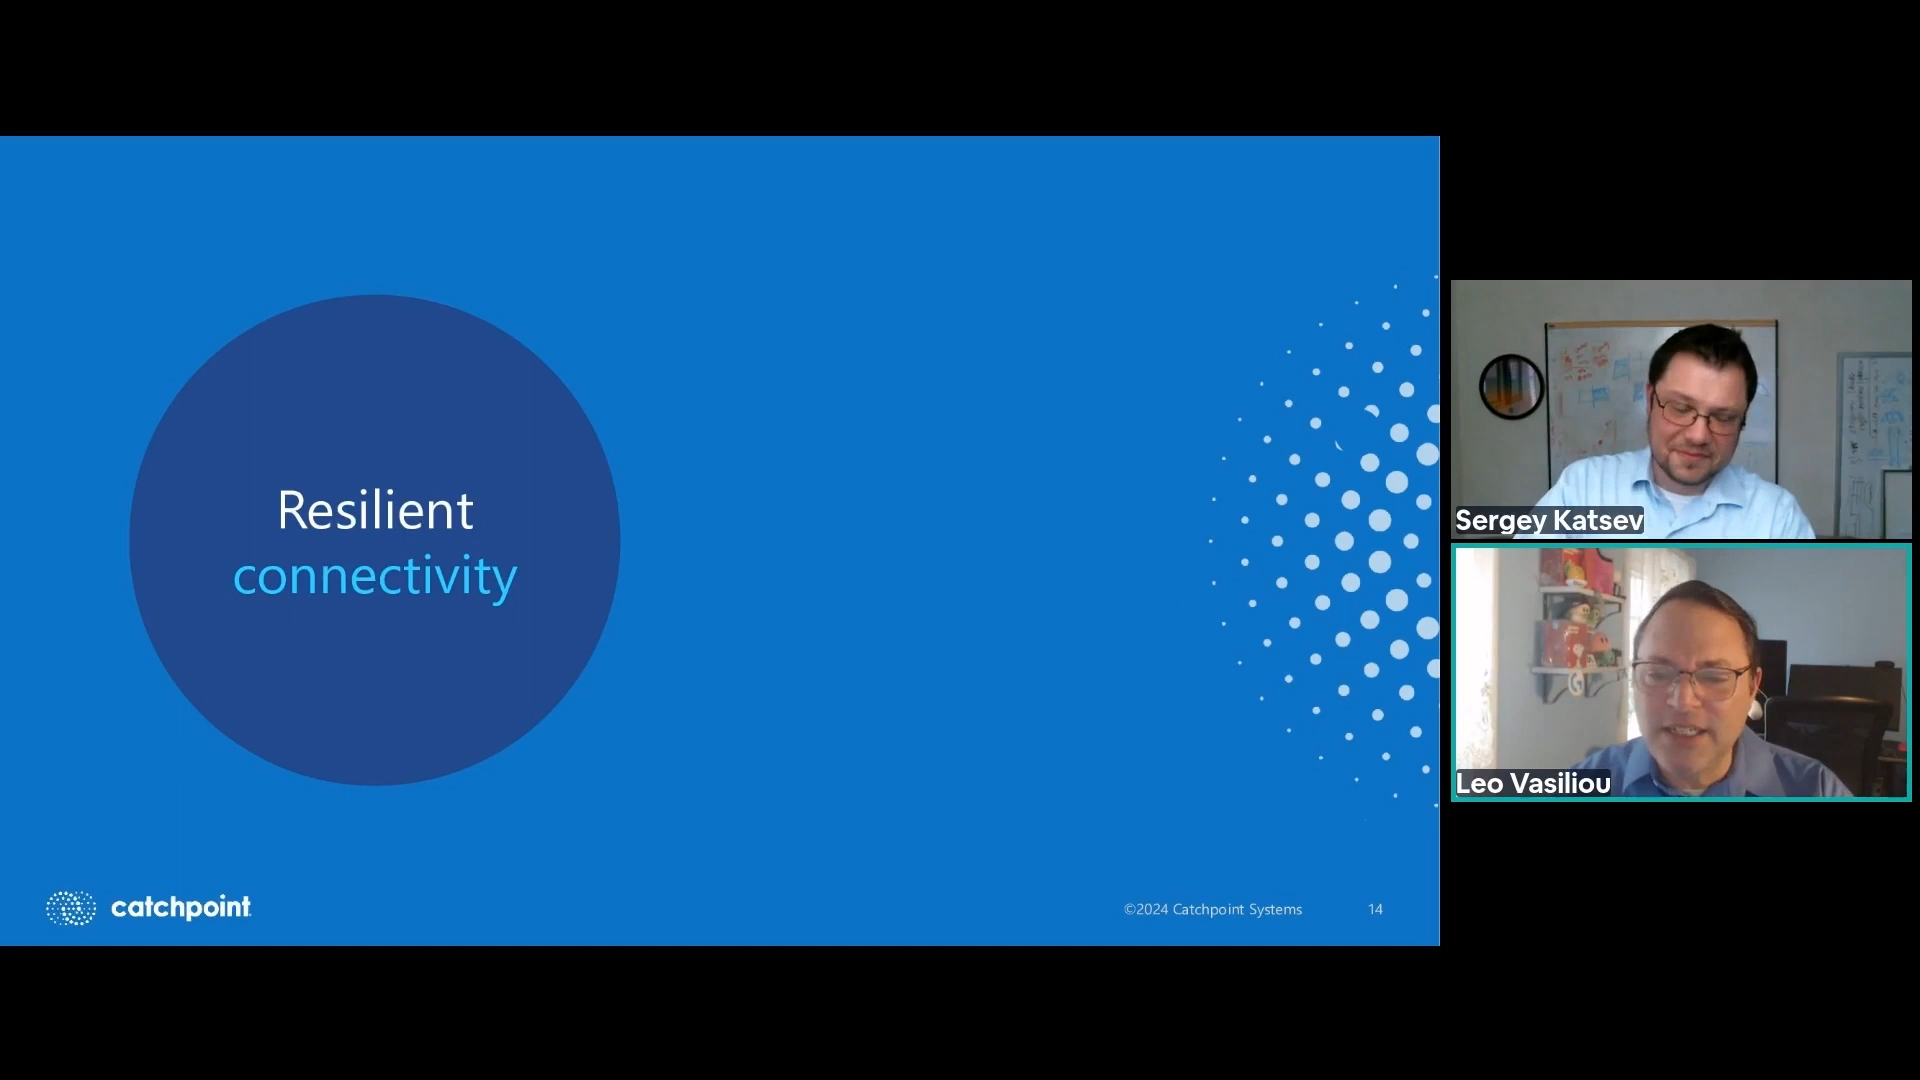 Resilient
connectivity
catchpoint
©2024 Catchpoint Systems
14
Sergey Katsev
Leo Vasiliou